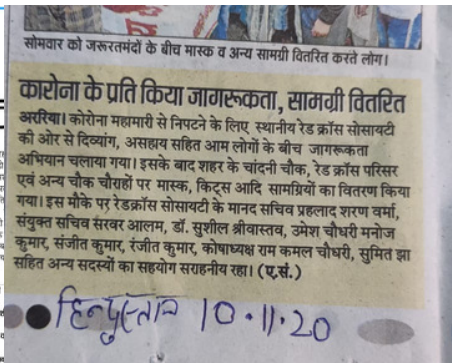 सोमवार को जरूरतमंदों के बीच मास्क व अन्य सामग्री वितरित करते लोग।
कारोना के प्रति किया जागरूकता, सामग्री वितरित
अररिया। कोरोना महामारी से निपटने के लिए स्थानीय रेड क्रॉस सोसायटी
की ओर से दिव्यांग, असहाय सहित आम लोगों के बीच जागरूकता
अभियान चलाया गया। इसके बाद शहर के चांदनी चौक, रेड क्रॉस परिसर
एवं अन्य चौक चौराहों पर मास्क, किट्स आदि सामग्रियों का वितरण किया
गया। इस मौके पर रेडक्रॉस सोसायटी के मानद सचिव प्रहलाद शरण वर्मा,
संयुक्त सचिव सरवर आलम, डॉ. सुशील श्रीवास्तव, उमेश चौधरी मनोज
कुमार, संजीत कुमार, रंजीत कुमार, कोषाध्यक्ष राम कमल चौधरी, सुमित झा
सहित अन्य सदस्यों का सहयोग सराहनीय रहा। (ए.सं.)
हिन्दुस्तान 10.11.20